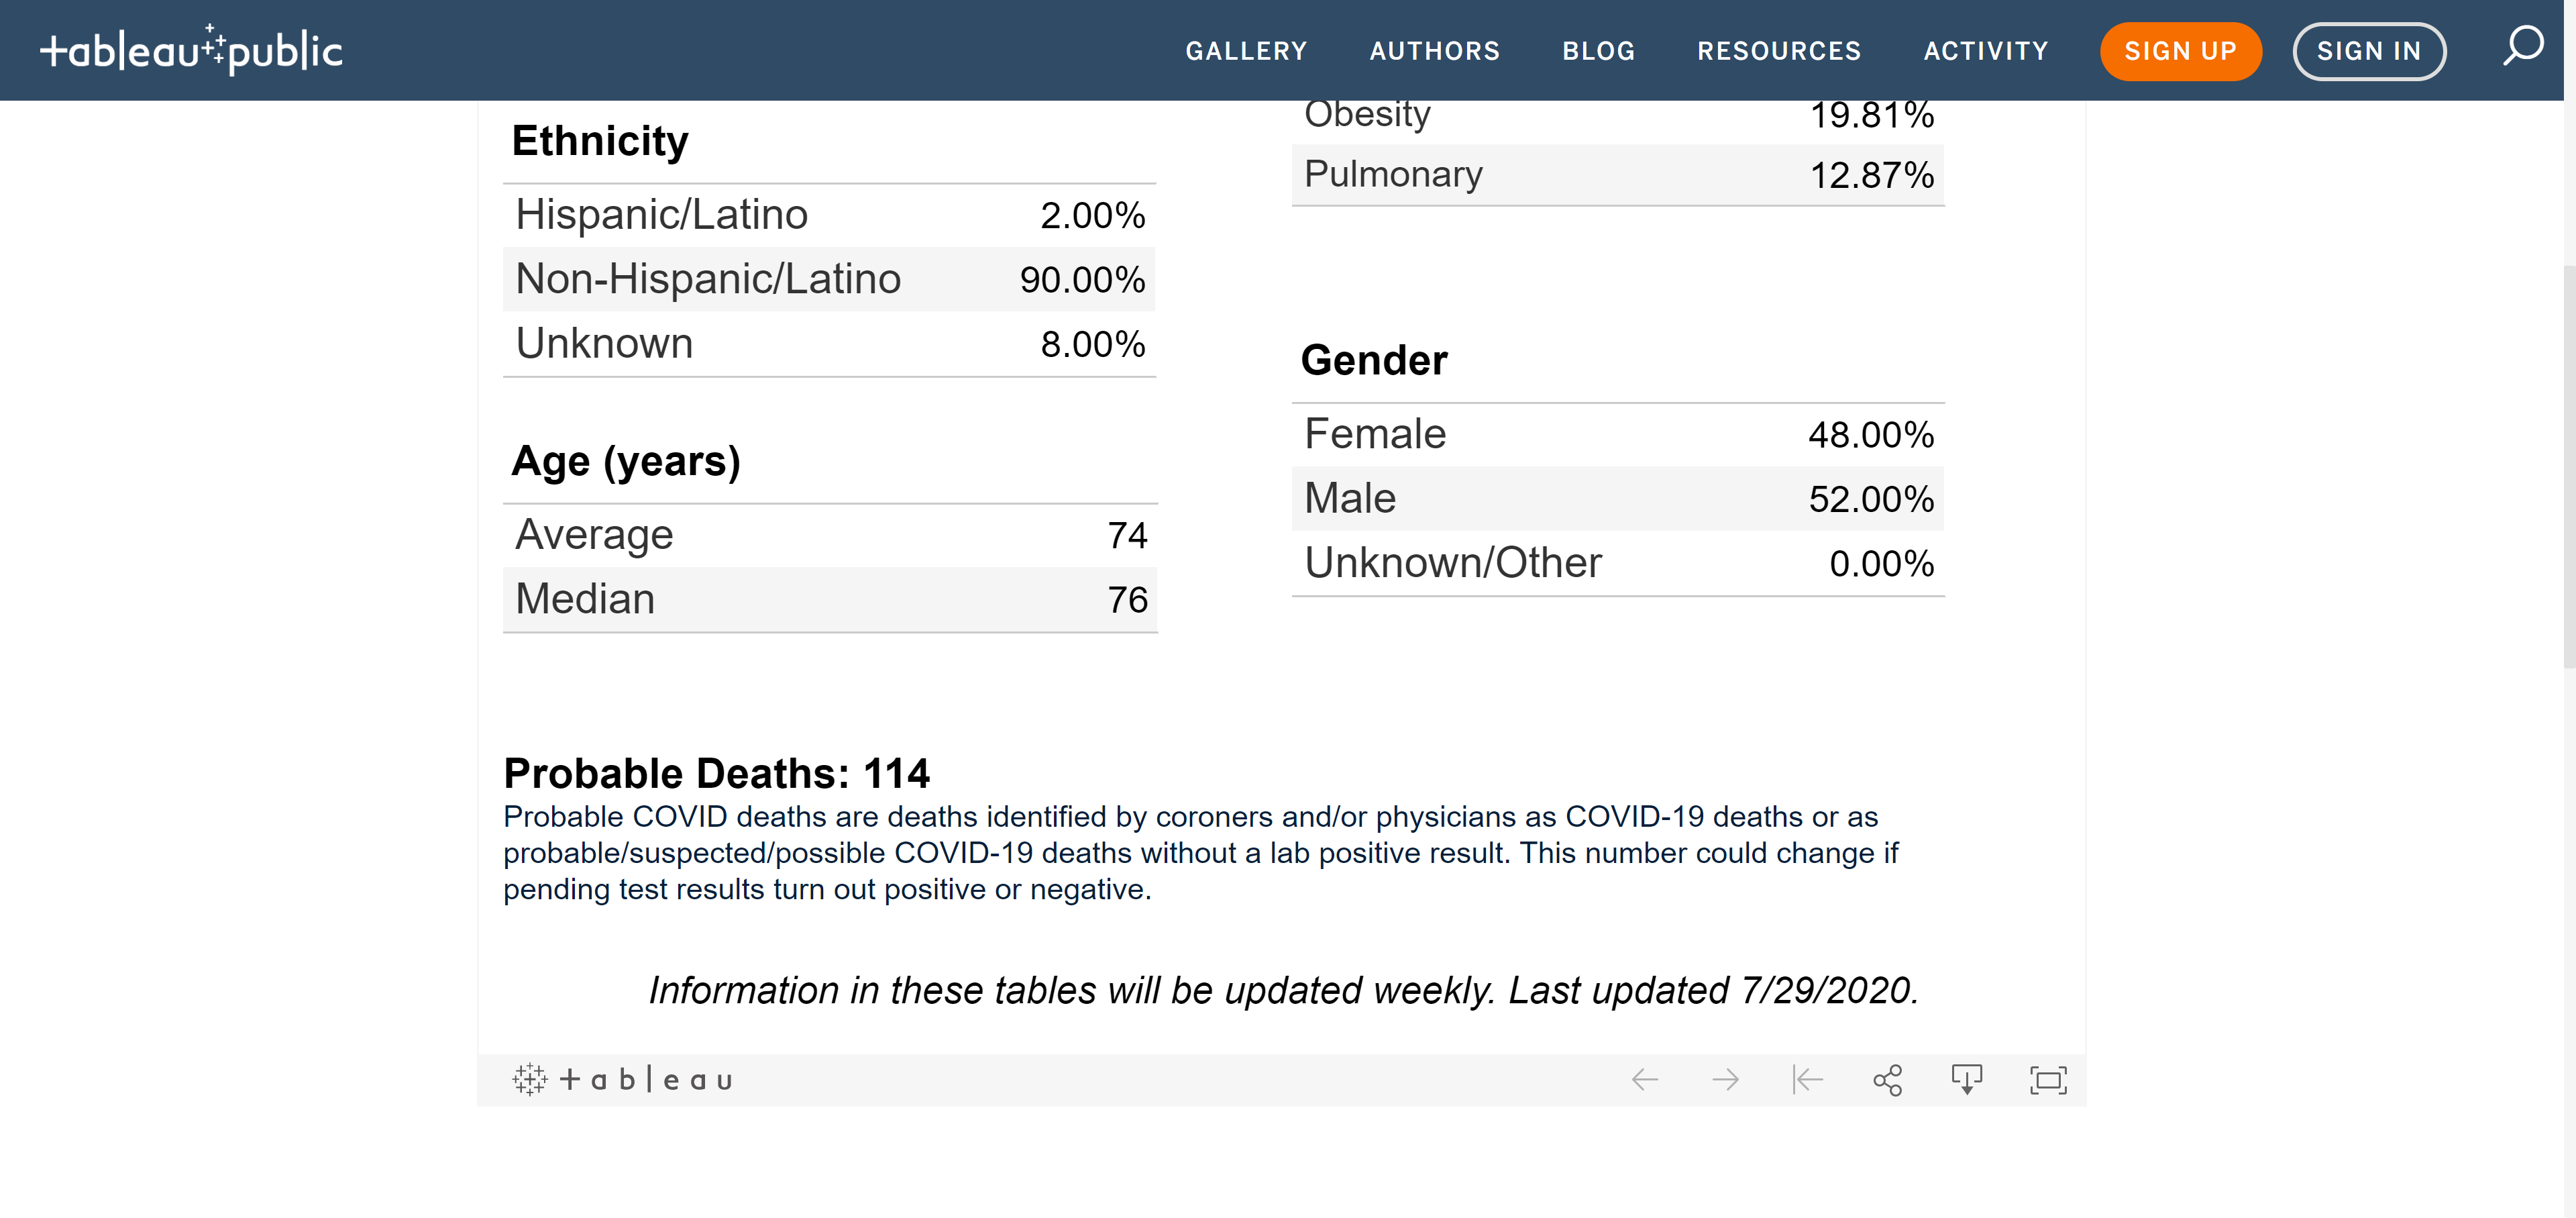 tableau public
GALLERY AUTHORS BLOG RESOURCES ACTIVITY SIGN UP SIGN IN
Ethnicity
Hispanic/Latino 2.00%
Non-Hispanic/Latino 90.00%
Unknown 8.00%
Age (years)
Average 74
Median 76
Obesity 19.81%
Pulmonary 12.87%
Gender
Female 48.00%
Male 52.00%
Unknown/Other 0.00%
Probable Deaths: 114
Probable COVID deaths are deaths identified by coroners and/or physicians as COVID-19 deaths or as
probable/suspected/possible COVID-19 deaths without a lab positive result. This number could change if
pending test results turn out positive or negative.
Information in these tables will be updated weekly. Last updated 7/29/2020.
tableau